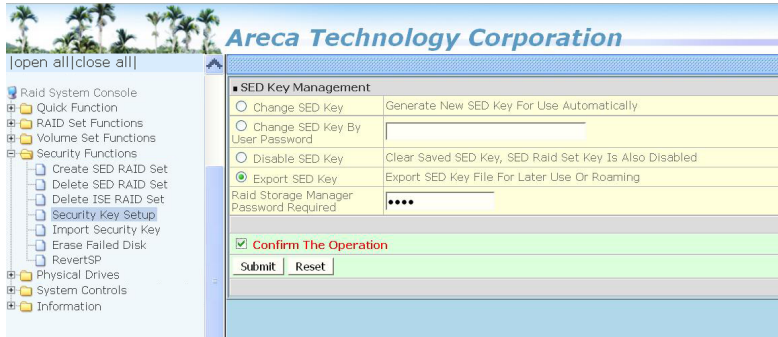 Areca Technology Corporation
|open all|close all|
Raid System Console
Quick Function
RAID Set Functions
Volume Set Functions
Security Functions
Create SED RAID Set
Delete SED RAID Set
Delete ISE RAID Set
Security Key Setup
Import Security Key
Erase Failed Disk
RevertSP
Physical Drives
System Controls
Information
SED Key Management
Change SED Key Generate New SED Key For Use Automatically
Change SED Key By
User Password
Disable SED Key Clear Saved SED Key, SED Raid Set Key Is Also Disabled
Export SED Key Export SED Key File For Later Use Or Roaming
Raid Storage Manager
Password Required ••••
Confirm The Operation
Submit Reset